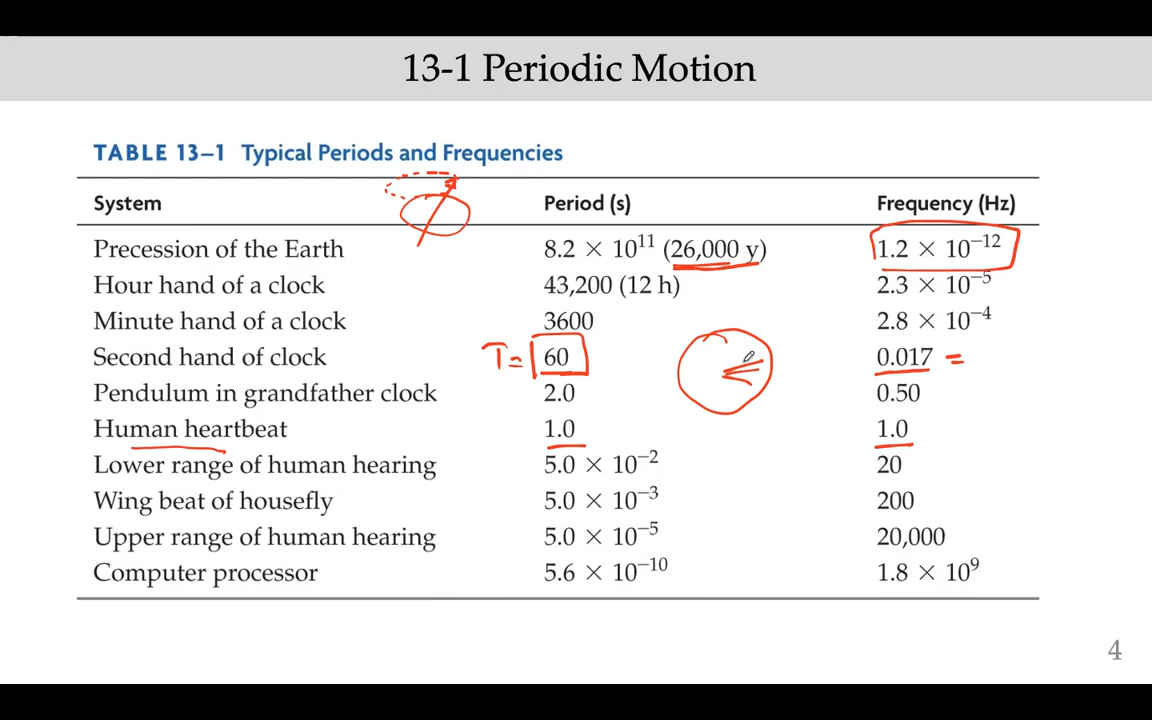 13-1 Periodic Motion
TABLE 13–1 Typical Periods and Frequencies
System Period (s) Frequency (Hz)
Precession of the Earth 8.2 × 10¹¹ (26,000 y) 1.2 × 10⁻¹²
Hour hand of a clock 43,200 (12 h) 2.3 × 10⁻⁵
Minute hand of a clock 3600 2.8 × 10⁻⁴
Second hand of clock T= 60 0.017 =
Pendulum in grandfather clock 2.0 0.50
Human heartbeat 1.0 1.0
Lower range of human hearing 5.0 × 10⁻² 20
Wing beat of housefly 5.0 × 10⁻³ 200
Upper range of human hearing 5.0 × 10⁻⁵ 20,000
Computer processor 5.6 × 10⁻¹⁰ 1.8 × 10⁹
4